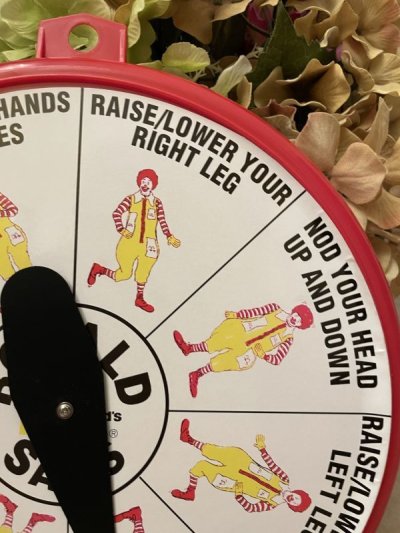 HANDS
ES
RAISE/LOWER YOUR
RIGHT LEG
NOD YOUR HEAD
UP AND DOWN
RAISE/LOW
LEFT LE
LD
d's
®
SA S